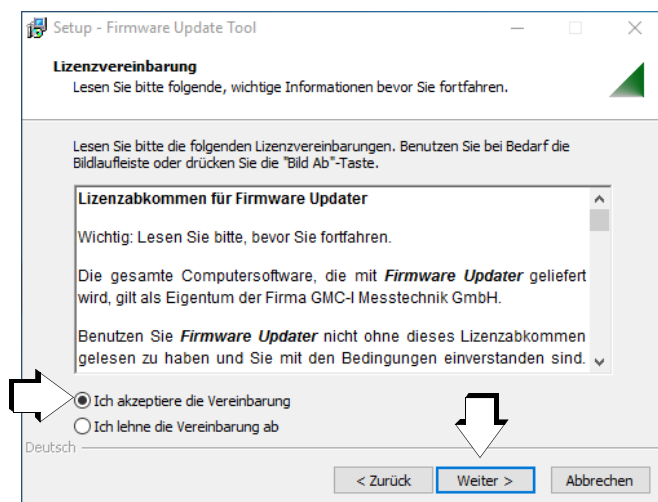 Setup - Firmware Update Tool
Lizenzvereinbarung
Lesen Sie bitte folgende, wichtige Informationen bevor Sie fortfahren.
Lesen Sie bitte die folgenden Lizenzvereinbarungen. Benutzen Sie bei Bedarf die
Bildlaufleiste oder drücken Sie die "Bild Ab"-Taste.
Lizenzabkommen für Firmware Updater
Wichtig: Lesen Sie bitte, bevor Sie fortfahren.
Die gesamte Computersoftware, die mit Firmware Updater geliefert
wird, gilt als Eigentum der Firma GMC-I Messtechnik GmbH.
Benutzen Sie Firmware Updater nicht ohne dieses Lizenzabkommen
gelesen zu haben und Sie mit den Bedingungen einverstanden sind.
Ich akzeptiere die Vereinbarung
Ich lehne die Vereinbarung ab
Deutsch
< Zurück Weiter > Abbrechen